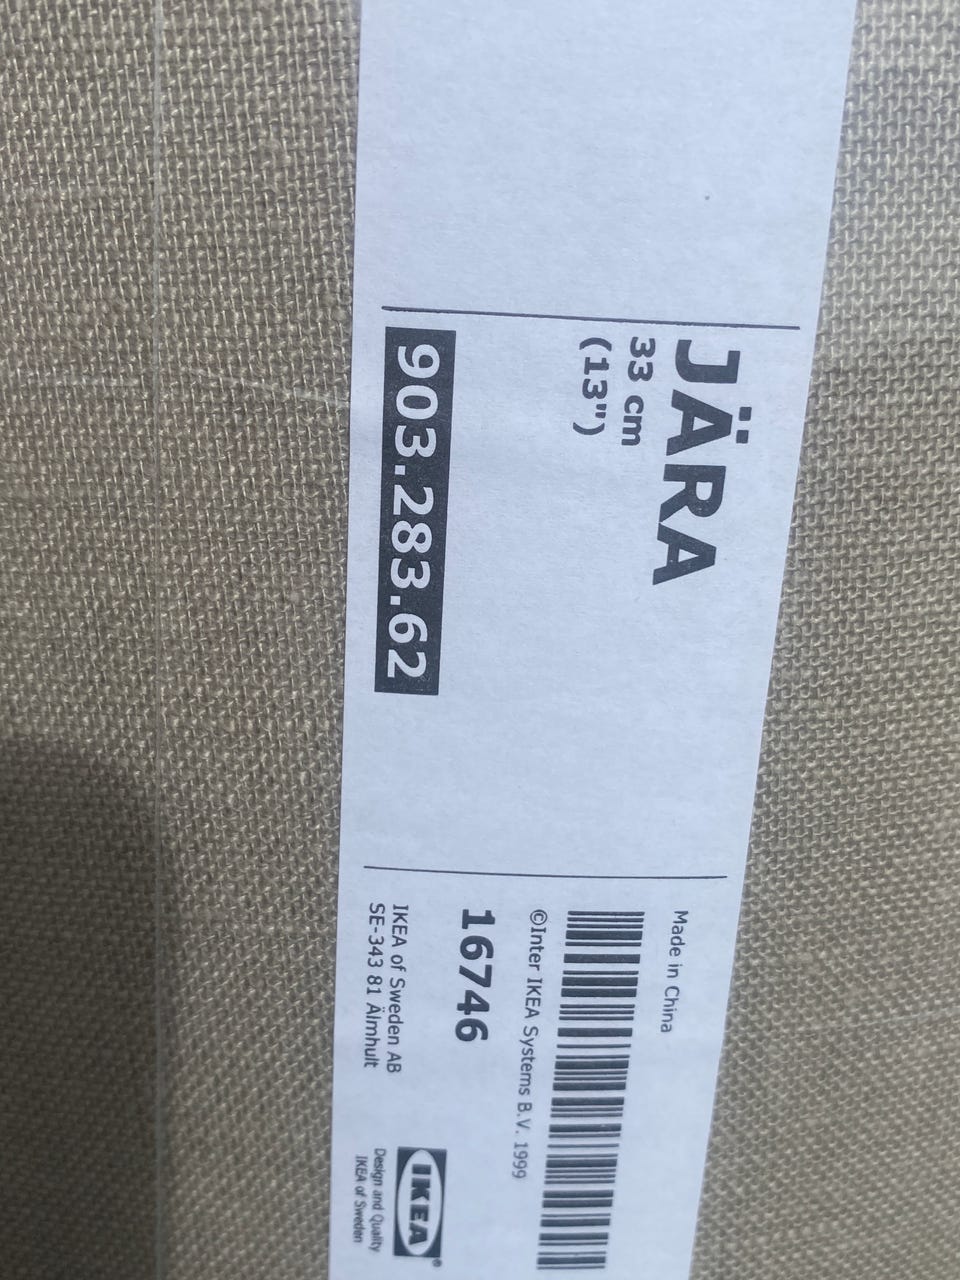 JÄRA
33 cm
(13")
903.283.62
Made in China
©Inter IKEA Systems B.V. 1999
16746
IKEA of Sweden AB
SE-343 81 Älmhult
IKEA®
Design and Quality
IKEA of Sweden